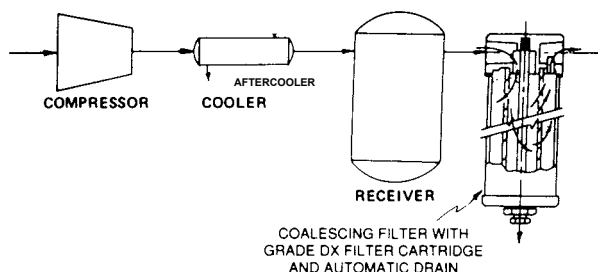 AFTERCOOLER
COMPRESSOR
COOLER
RECEIVER
COALESCING FILTER WITH
GRADE DX FILTER CARTRIDGE
AND AUTOMATIC DRAIN